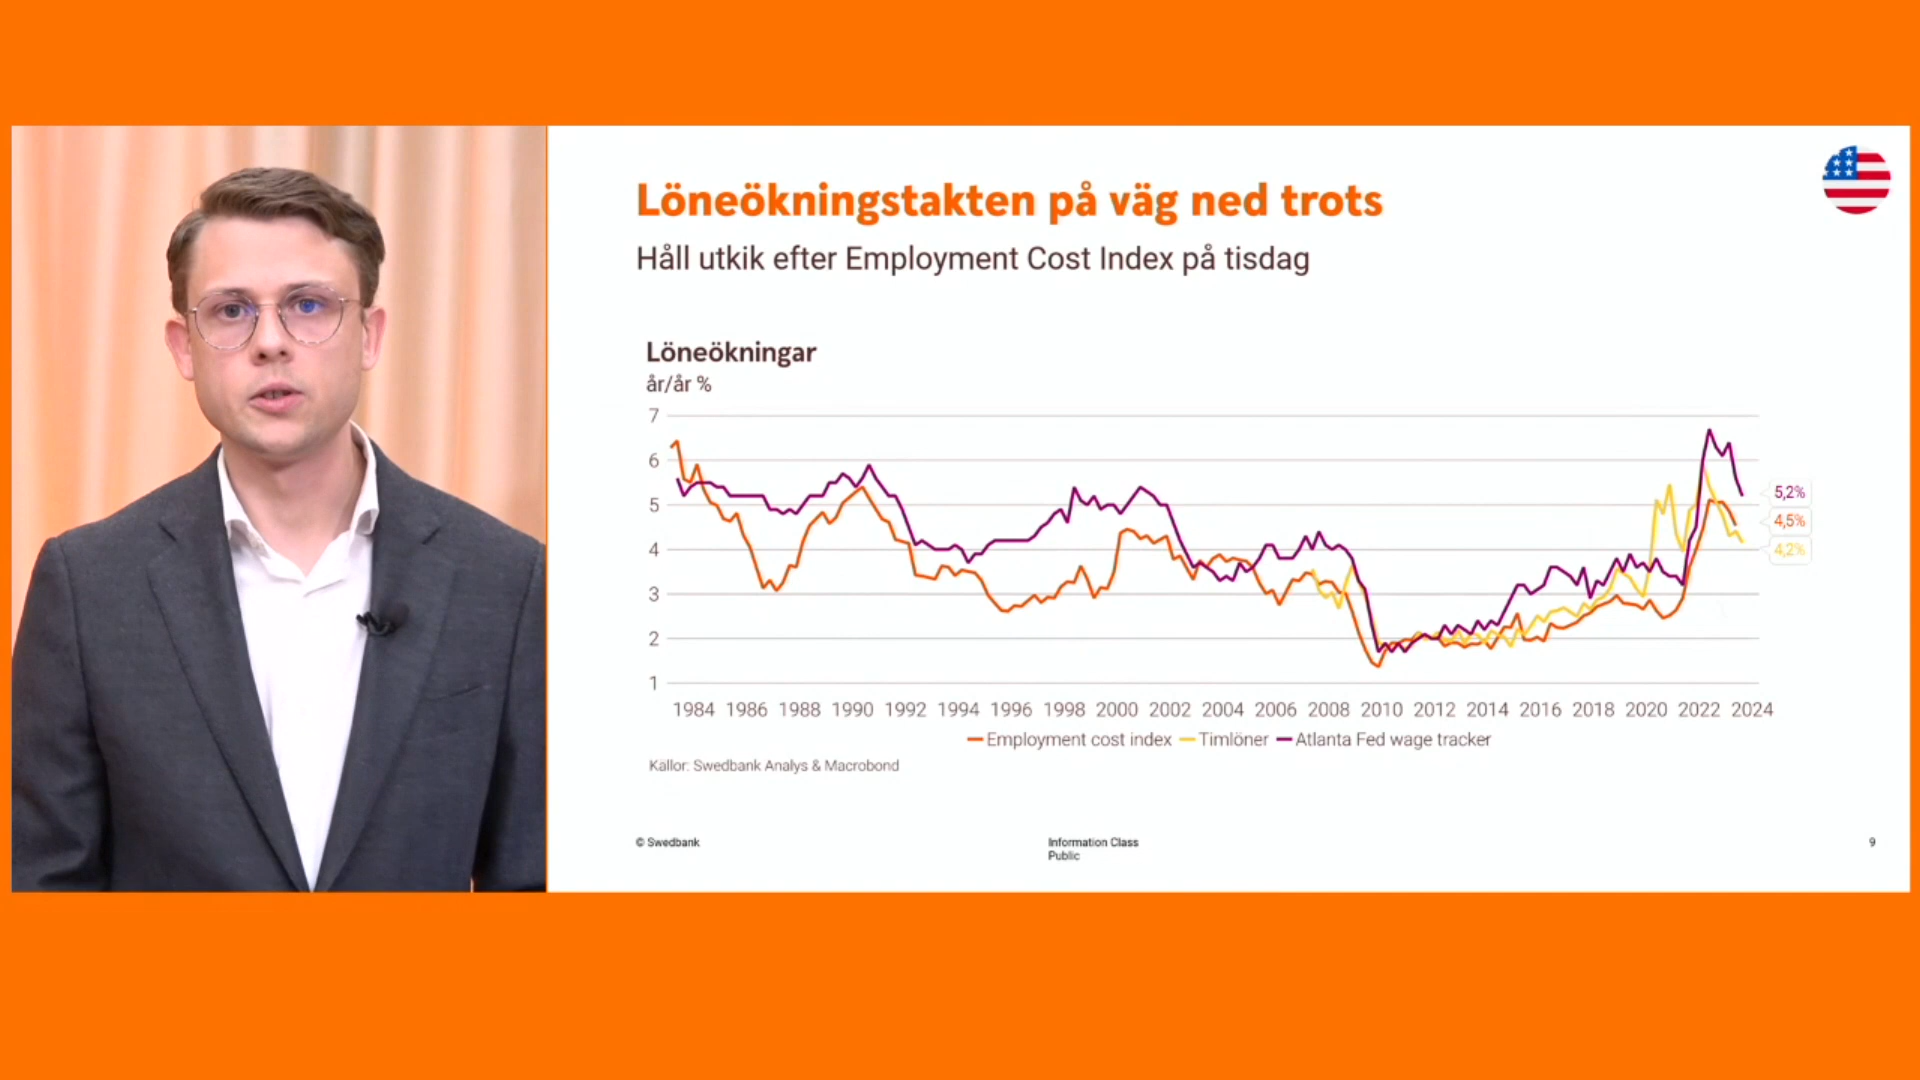 Löneökningstakten på väg ned trots
Håll utkik efter Employment Cost Index på tisdag
Löneökningar
år/år %
7
6
5
4
3
2
1
5,2%
4,5%
4,2%
1984 1986 1988 1990 1992 1994 1996 1998 2000 2002 2004 2006 2008 2010 2012 2014 2016 2018 2020 2022 2024
Employment cost index Timlöner Atlanta Fed wage tracker
Källor: Swedbank Analys & Macrobond
© Swedbank
Information Class
Public
9